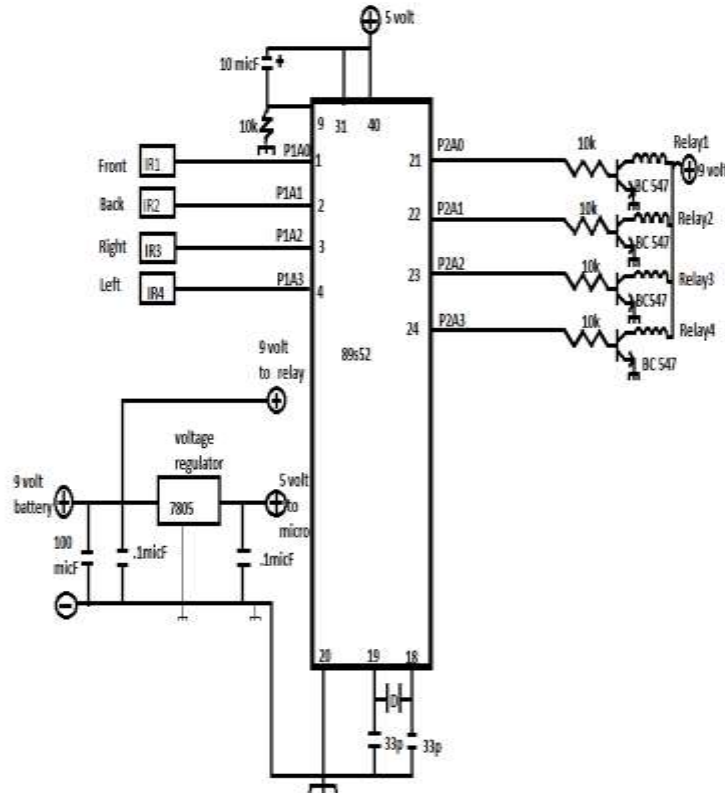 5 volt
10 micF +
10k
9 31 40
P1A0
Front IR1 1
P1A1
Back IR2 2
P1A2
Right IR3 3
P1A3
Left IR4 4
21 P2A0 10k Relay1
9 volt
BC 547
22 P2A1 10k Relay2
BC 547
23 P2A2 10k Relay3
BC547
24 P2A3 10k Relay4
BC 547
89s52
9 volt
to relay
voltage
regulator
9 volt
battery
7805
5 volt
to
micro
100
micF
.1micF
.1micF
20 19 18
33p 33p